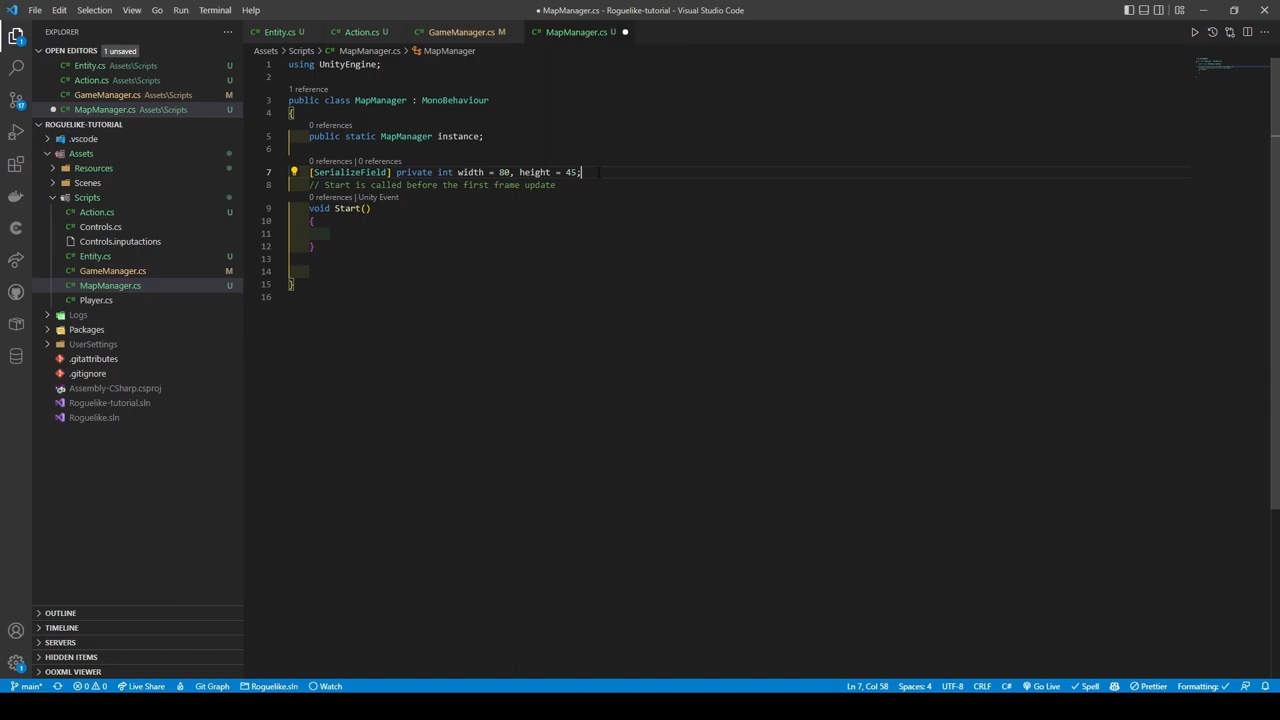 File Edit Selection View Go Run Terminal Help
● MapManager.cs - Roguelike-tutorial - Visual Studio Code
EXPLORER ···
OPEN EDITORS 1 unsaved
Entity.cs Assets\Scripts U
Action.cs Assets\Scripts U
GameManager.cs Assets\Scripts M
MapManager.cs Assets\Scripts U
ROGUELIKE-TUTORIAL
.vscode
Assets
Resources
Scenes
Scripts
Action.cs U
Controls.cs
Controls.inputactions
Entity.cs U
GameManager.cs M
MapManager.cs U
Player.cs
Logs
Packages
UserSettings
.gitattributes
.gitignore
Assembly-CSharp.csproj
Roguelike-tutorial.sln
Roguelike.sln
OUTLINE
TIMELINE
SERVERS
HIDDEN ITEMS
OOXML VIEWER
1
17
1
Entity.cs U Action.cs U GameManager.cs M MapManager.cs U ●
Assets > Scripts > MapManager.cs > MapManager
1 using UnityEngine;
2
1 reference
3 public class MapManager : MonoBehaviour
4 {
0 references
5 public static MapManager instance;
6
0 references | 0 references
7 [SerializeField] private int width = 80, height = 45;
8 // Start is called before the first frame update
0 references | Unity Event
9 void Start()
10 {
11
12 }
13
14
15 }
16
main* 0 0 Live Share Git Graph Roguelike.sln Watch
Ln 7, Col 58 Spaces: 4 UTF-8 CRLF C# Go Live Spell Prettier Formatting: ✓